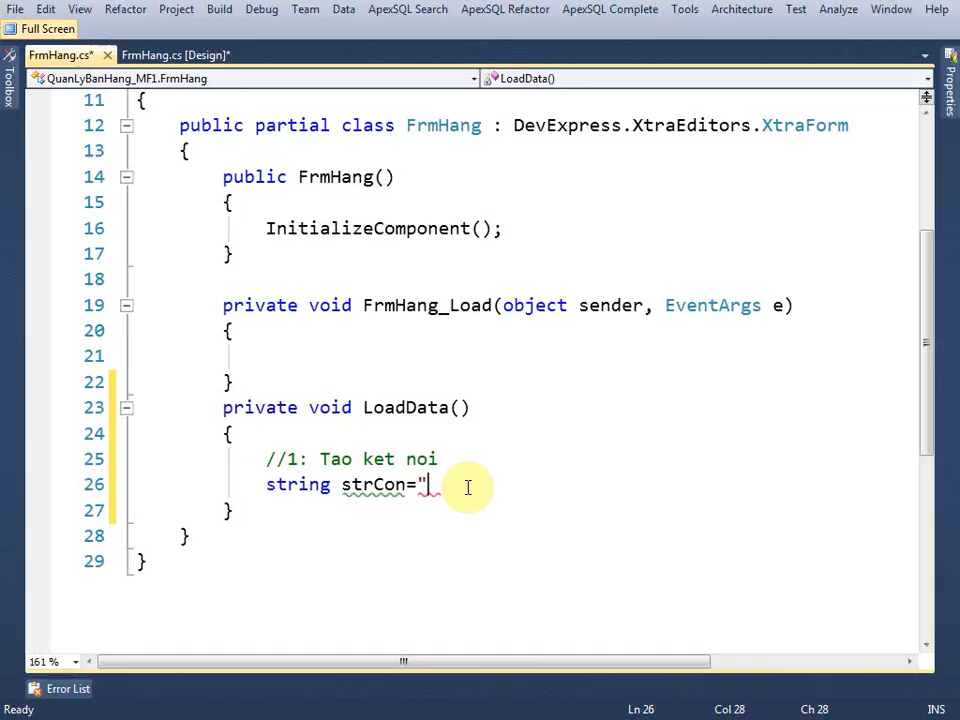 File Edit View Refactor Project Build Debug Team Data ApexSQL Search ApexSQL Refactor ApexSQL Complete Tools Architecture Test Analyze Window Help
Full Screen
FrmHang.cs* FrmHang.cs [Design]*
Toolbox
Properties
QuanLyBanHang_MF1.FrmHang LoadData()
11 {
12 public partial class FrmHang : DevExpress.XtraEditors.XtraForm
13 {
14 public FrmHang()
15 {
16 InitializeComponent();
17 }
18
19 private void FrmHang_Load(object sender, EventArgs e)
20 {
21
22 }
23 private void LoadData()
24 {
25 //1: Tao ket noi
26 string strCon="
27 }
28 }
29 }
161 %
Error List
Ready Ln 26 Col 28 Ch 28 INS